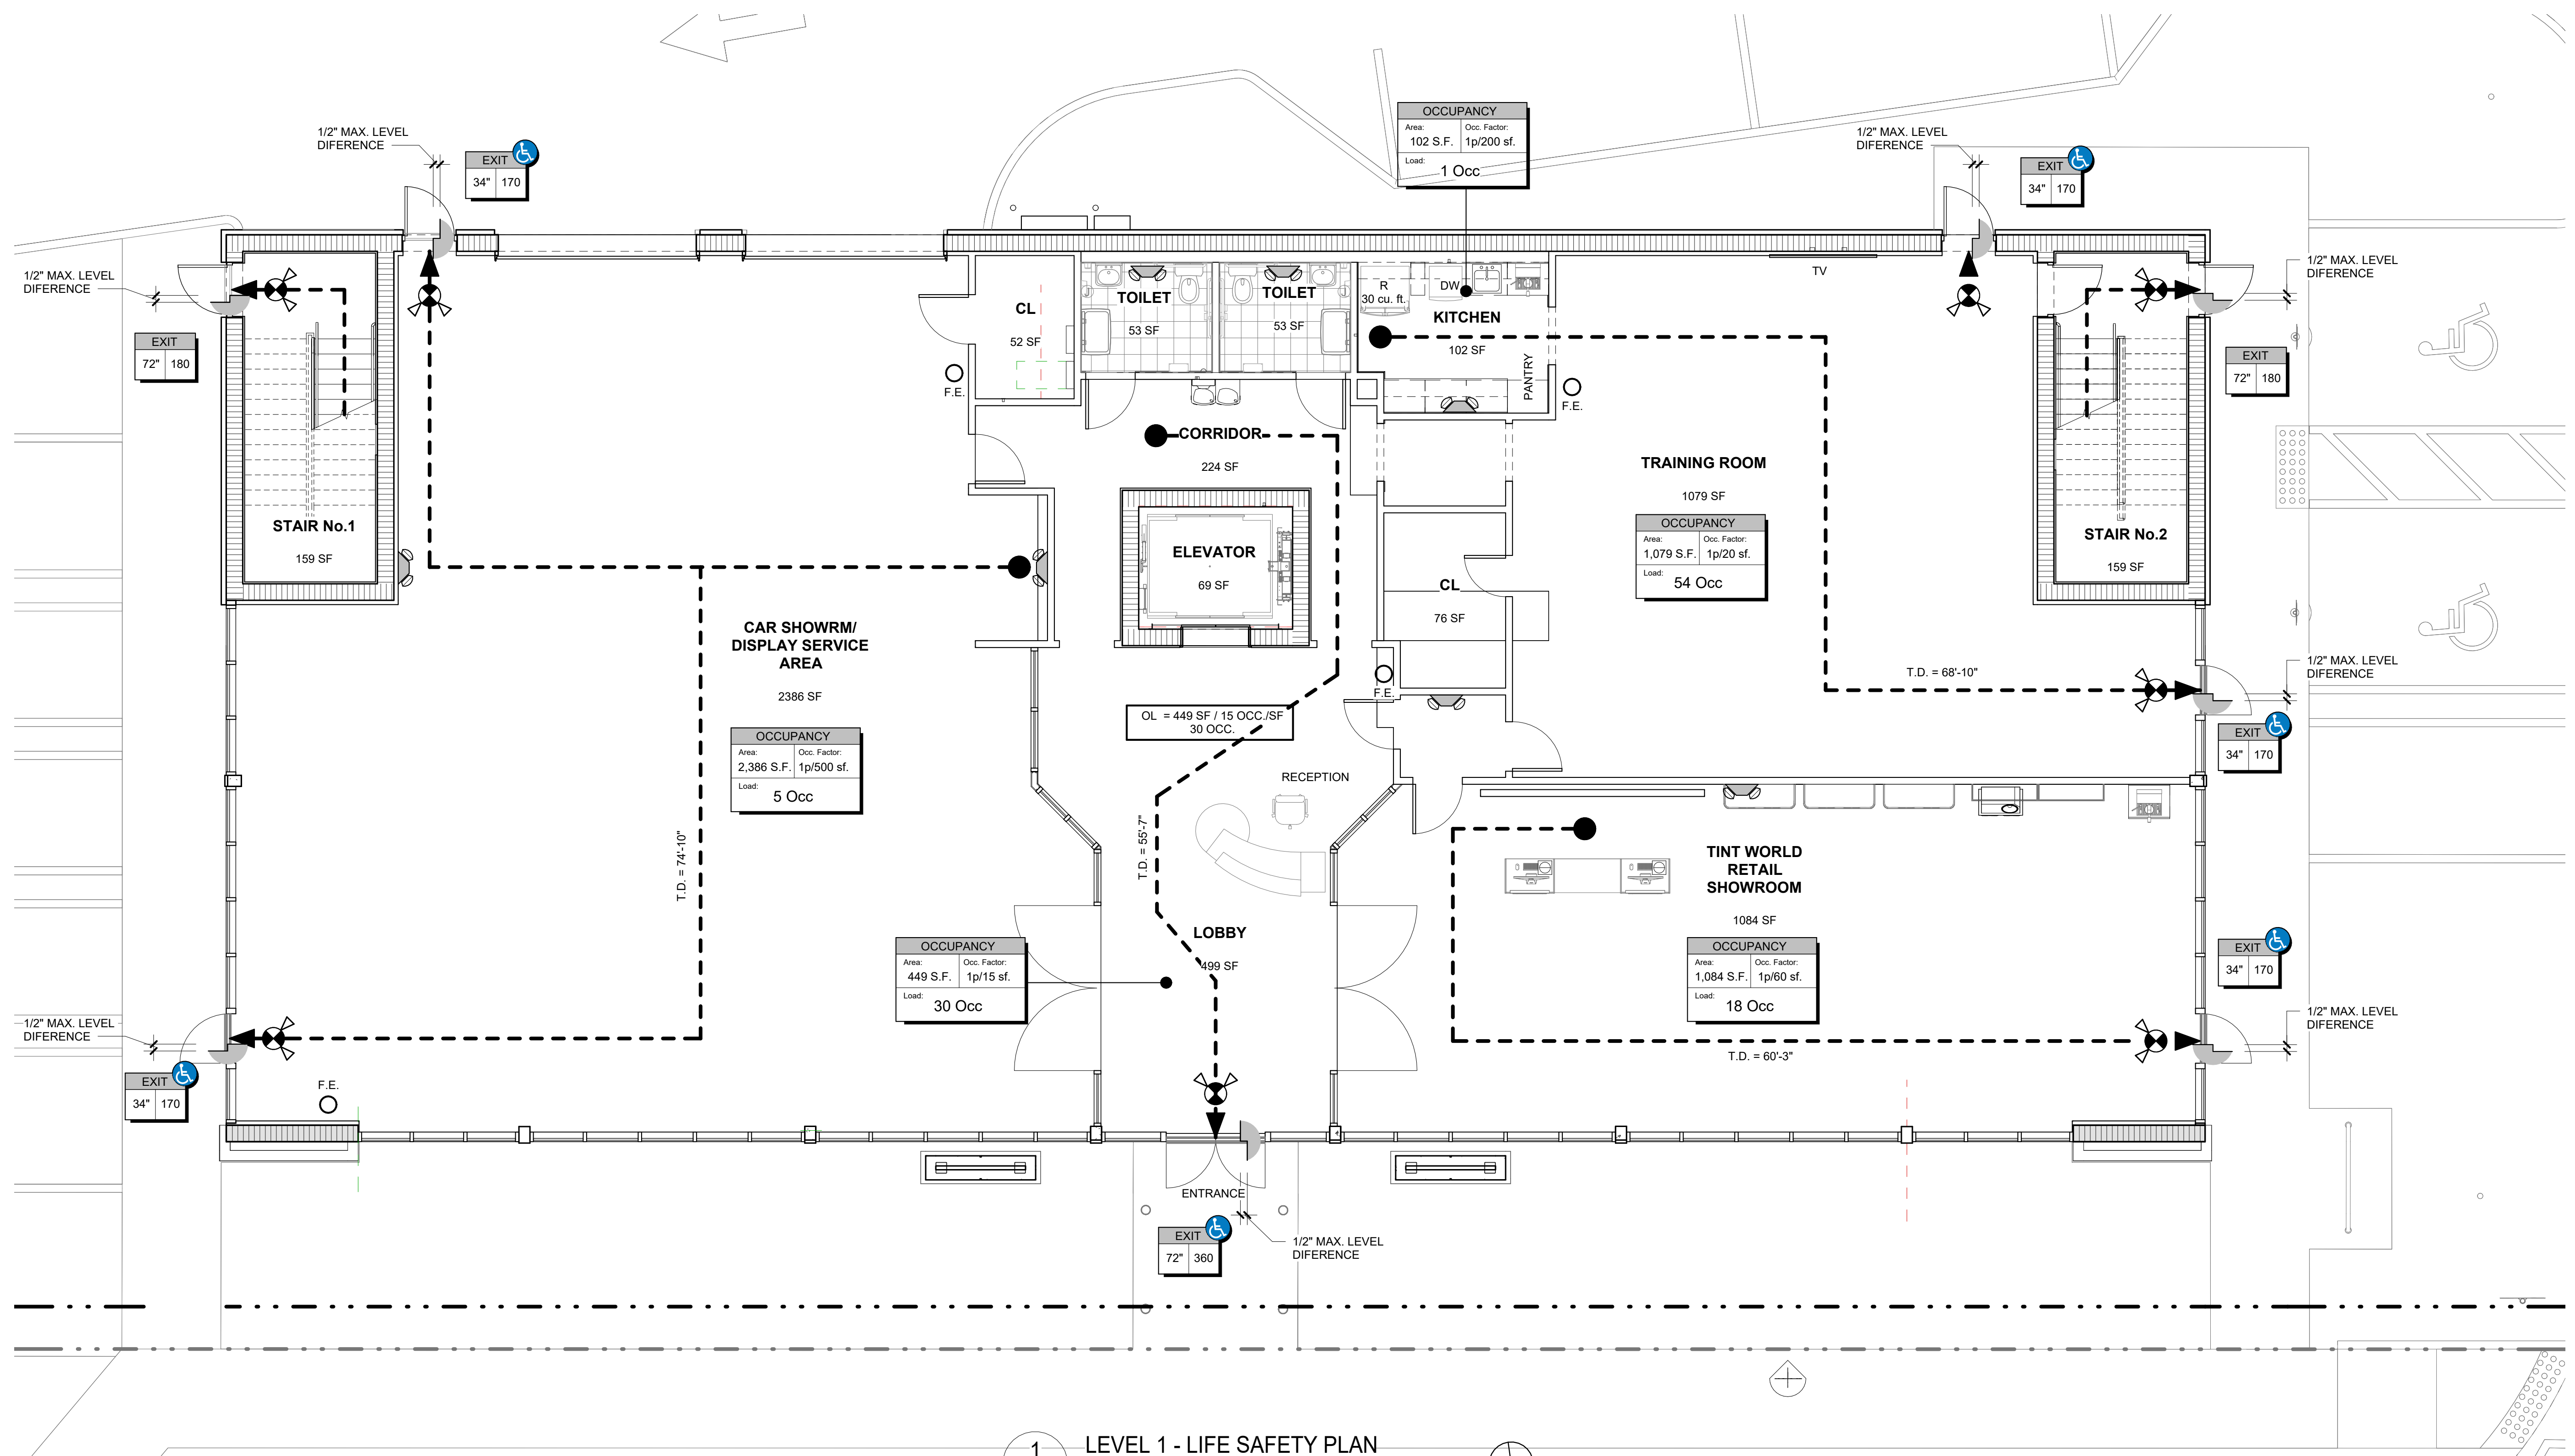 OCCUPANCY
Area:
102 S.F.
Occ. Factor:
1p/200 sf.
Load:
1 Occ
1/2" MAX. LEVEL
DIFERENCE
EXIT
34"
170
1/2" MAX. LEVEL
DIFERENCE
EXIT
34"
170
1/2" MAX. LEVEL
DIFERENCE
EXIT
72"
180
STAIR No.1
159 SF
CL
52 SF
F.E.
TOILET
53 SF
TOILET
53 SF
R
30 cu. ft.
DW
KITCHEN
102 SF
PANTRY
F.E.
TV
1/2" MAX. LEVEL
DIFERENCE
EXIT
72"
180
CORRIDOR
224 SF
TRAINING ROOM
1079 SF
OCCUPANCY
Area:
1,079 S.F.
Occ. Factor:
1p/20 sf.
Load:
54 Occ
STAIR No.2
159 SF
ELEVATOR
69 SF
CL
76 SF
CAR SHOWRM/
DISPLAY SERVICE
AREA
2386 SF
OCCUPANCY
Area:
2,386 S.F.
Occ. Factor:
1p/500 sf.
Load:
5 Occ
F.E.
OL = 449 SF / 15 OCC./SF
30 OCC.
T.D. = 68'-10"
1/2" MAX. LEVEL
DIFERENCE
EXIT
34"
170
RECEPTION
T.D. = 74'-10"
T.D. = 55'-7"
TINT WORLD
RETAIL
SHOWROOM
1084 SF
OCCUPANCY
Area:
1,084 S.F.
Occ. Factor:
1p/60 sf.
Load:
18 Occ
LOBBY
499 SF
OCCUPANCY
Area:
449 S.F.
Occ. Factor:
1p/15 sf.
Load:
30 Occ
EXIT
34"
170
1/2" MAX. LEVEL
DIFERENCE
T.D. = 60'-3"
1/2" MAX. LEVEL
DIFERENCE
EXIT
34"
170
F.E.
ENTRANCE
EXIT
72"
360
1/2" MAX. LEVEL
DIFERENCE
1
LEVEL 1 - LIFE SAFETY PLAN